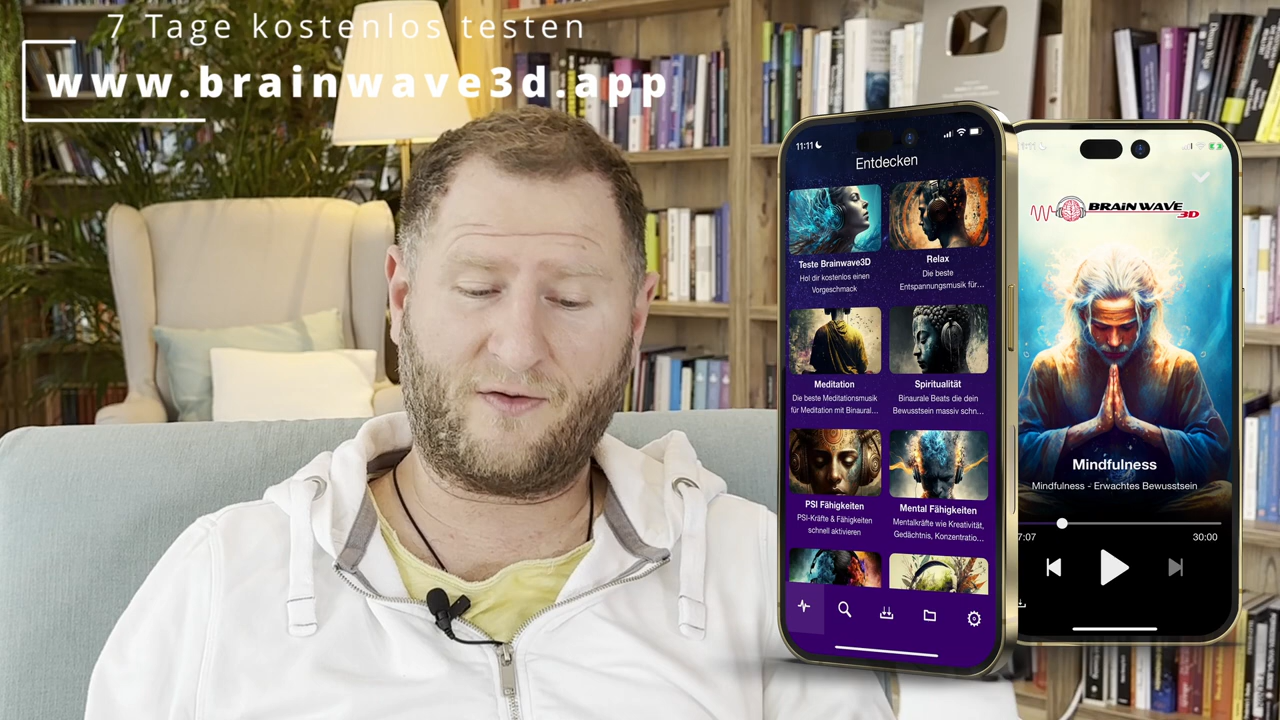 7 Tage kostenlos testen
www.brainwave3d.app
11:11
Entdecken
Teste Brainwave3D
Hol dir kostenlos einen
Vorgeschmack
Relax
Die beste
Entspannungsmusik für...
Meditation
Die beste Meditationsmusik
für Meditation mit Binaural...
Spiritualität
Binaurale Beats die dein
Bewusstsein massiv schn...
PSI Fähigkeiten
PSI-Kräfte & Fähigkeiten
schnell aktivieren
Mental Fähigkeiten
Mentalkräfte wie Kreativität,
Gedächtnis, Konzentratio...
BRAIN WAVE
3D
Mindfulness
Mindfulness - Erwachtes Bewusstsein
7:07
30:00